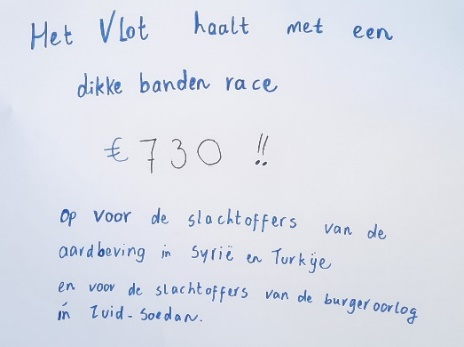 Het Vlot haalt met een
dikke banden race
€ 730 !!
op voor de slachtoffers van de
aardbeving in Syrië en Turkije
en voor de slachtoffers van de burgeroorlog
in Zuid-Soedan.